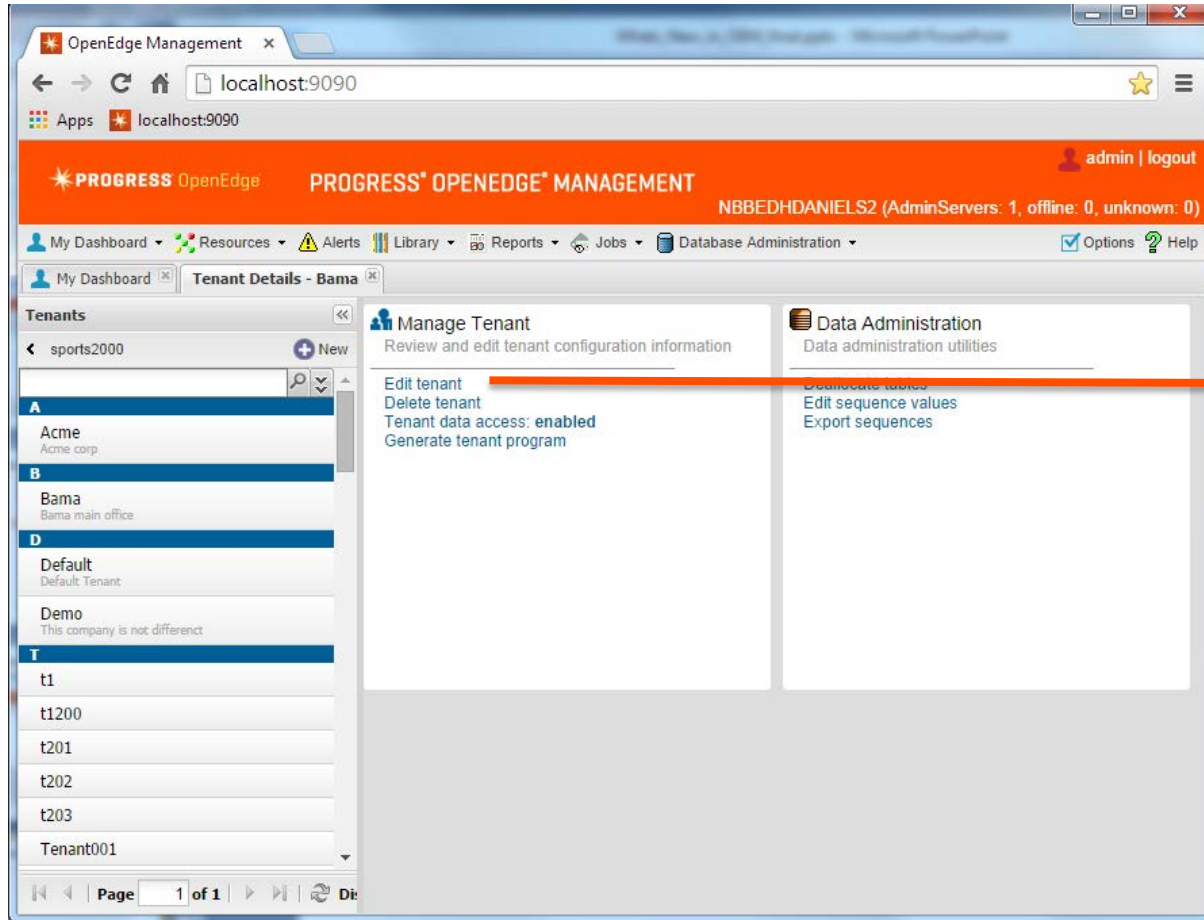 OpenEdge Management
localhost:9090
Apps localhost:9090
admin | logout
PROGRESS OpenEdge
PROGRESS® OPENEDGE® MANAGEMENT
NBBEDHDANIELS2 (AdminServers: 1, offline: 0, unknown: 0)
My Dashboard Resources Alerts Library Reports Jobs Database Administration Options Help
My Dashboard Tenant Details - Bama
Tenants
sports2000 New
A
Acme
Acme corp
B
Bama
Bama main office
D
Default
Default Tenant
Demo
This company is not differenct
T
t1
t1200
t201
t202
t203
Tenant001
Page 1 of 1
Manage Tenant
Review and edit tenant configuration information
Edit tenant
Delete tenant
Tenant data access: enabled
Generate tenant program
Data Administration
Data administration utilities
Deallocate tables
Edit sequence values
Export sequences